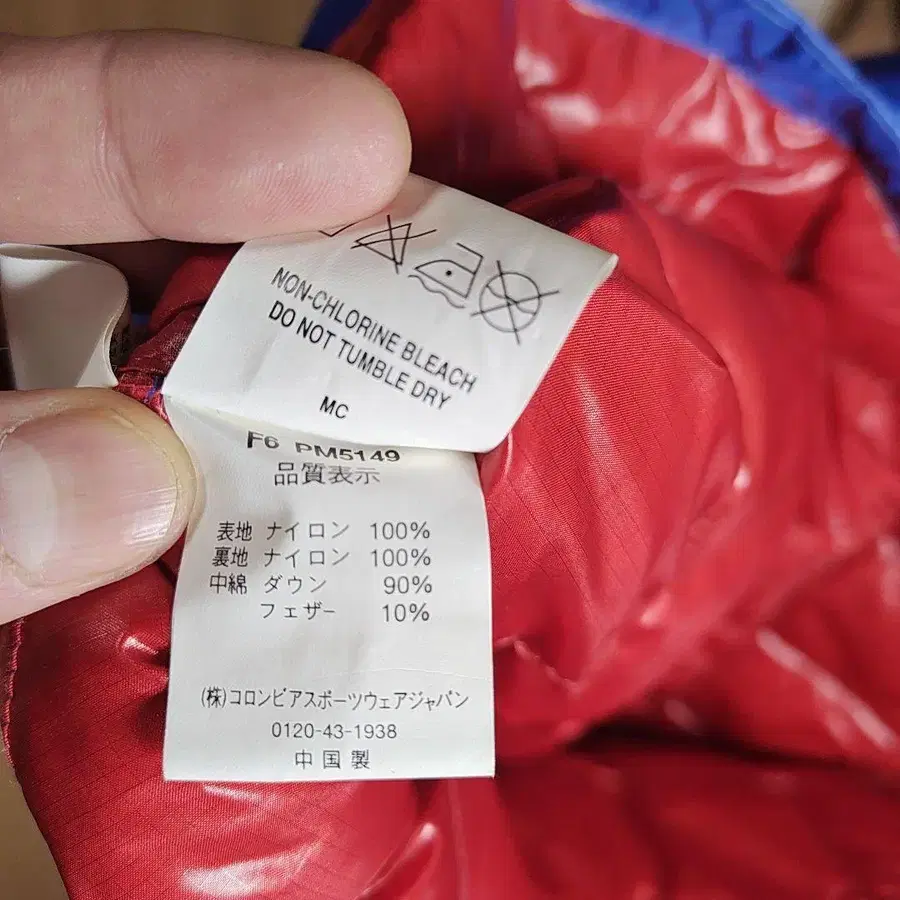 NON-CHLORINE BLEACH
DO NOT TUMBLE DRY
MC
F6 PM5149
品質表示
表地 ナイロン 100%
裏地 ナイロン 100%
中綿 ダウン 90%
フェザー 10%
(株)コロンビアスポーツウェアジャパン
0120-43-1938
中国製